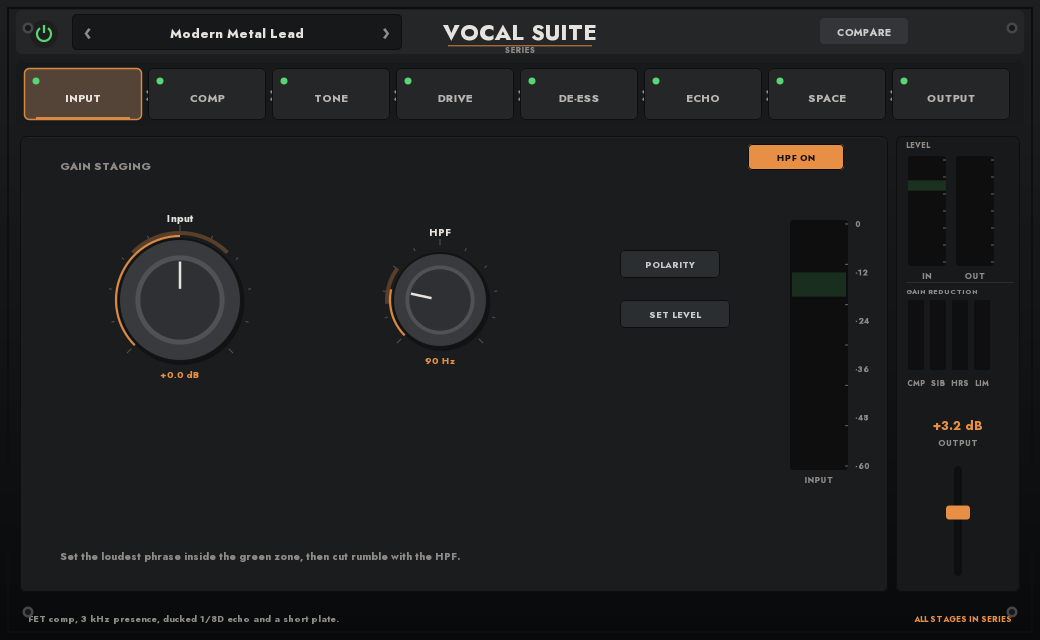 Modern Metal Lead
VOCAL SUITE
SERIES
COMPARE
INPUT
COMP
TONE
DRIVE
DE-ESS
ECHO
SPACE
OUTPUT
GAIN STAGING
HPF ON
Input
+0.0 dB
HPF
90 Hz
POLARITY
SET LEVEL
0
-12
-24
-36
-48
-60
INPUT
Set the loudest phrase inside the green zone, then cut rumble with the HPF.
LEVEL
IN OUT
GAIN REDUCTION
CMP SIB HRS LIM
+3.2 dB
OUTPUT
FET comp, 3 kHz presence, ducked 1/8D echo and a short plate.
ALL STAGES IN SERIES